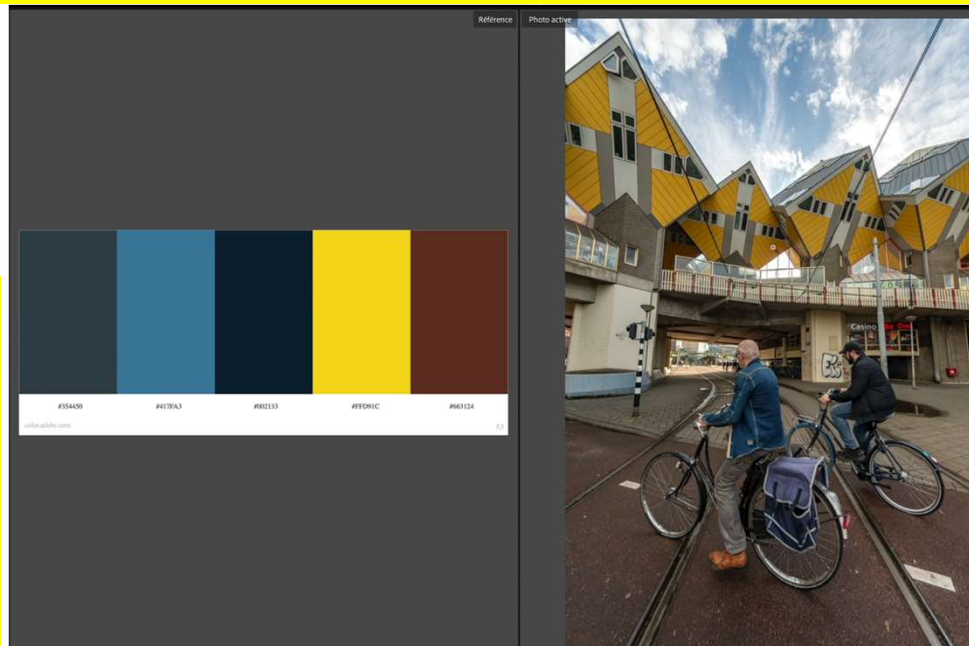 Référence
Photo active
#354450
#417FA3
#002133
#FFD91C
#663124
color.adobe.com
Casino